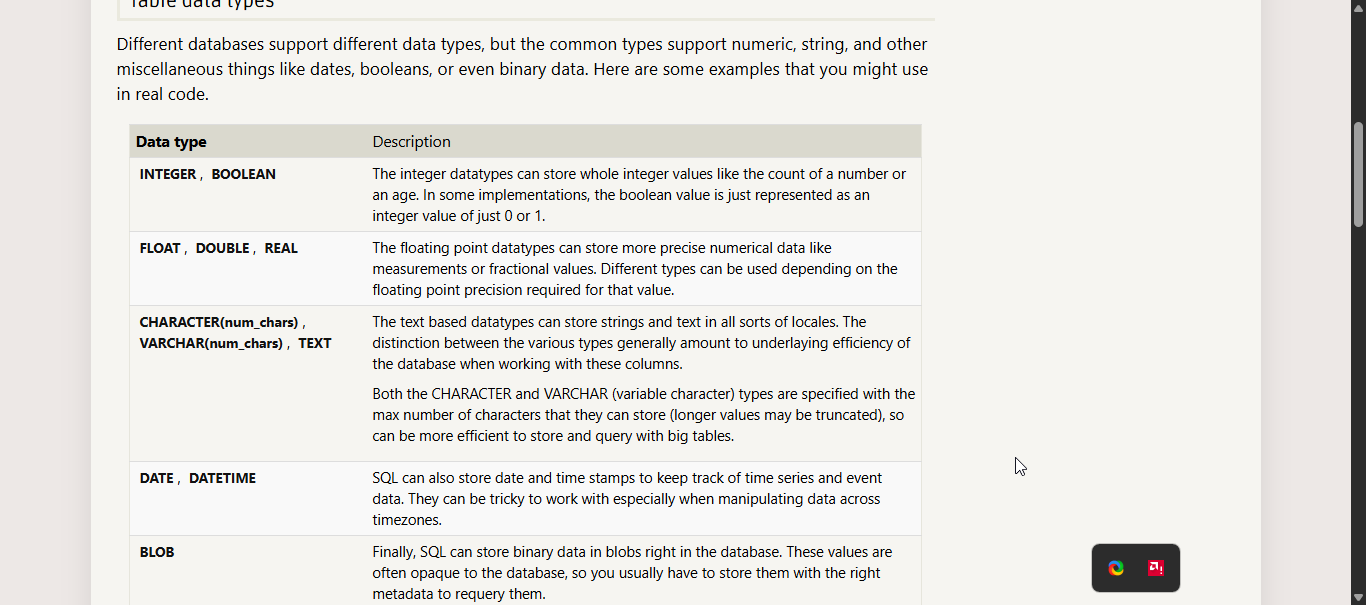 Table data types
Different databases support different data types, but the common types support numeric, string, and other
miscellaneous things like dates, booleans, or even binary data. Here are some examples that you might use
in real code.
Data type Description
INTEGER , BOOLEAN The integer datatypes can store whole integer values like the count of a number or
an age. In some implementations, the boolean value is just represented as an
integer value of just 0 or 1.
FLOAT , DOUBLE , REAL The floating point datatypes can store more precise numerical data like
measurements or fractional values. Different types can be used depending on the
floating point precision required for that value.
CHARACTER(num_chars) ,
VARCHAR(num_chars) , TEXT
The text based datatypes can store strings and text in all sorts of locales. The
distinction between the various types generally amount to underlaying efficiency of
the database when working with these columns.
Both the CHARACTER and VARCHAR (variable character) types are specified with the
max number of characters that they can store (longer values may be truncated), so
can be more efficient to store and query with big tables.
DATE , DATETIME SQL can also store date and time stamps to keep track of time series and event
data. They can be tricky to work with especially when manipulating data across
timezones.
BLOB Finally, SQL can store binary data in blobs right in the database. These values are
often opaque to the database, so you usually have to store them with the right
metadata to requery them.